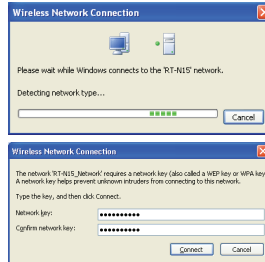 Wireless Network Connection
Please wait while Windows connects to the 'RT-N15' network.
Detecting network type...
Cancel
Wireless Network Connection
The network 'RT-N15_Network' requires a network key (also called a WEP key or WPA key
A network key helps prevent unknown intruders from connecting to this network.
Type the key, and then click Connect.
Network key:
Confirm network key:
Connect Cancel